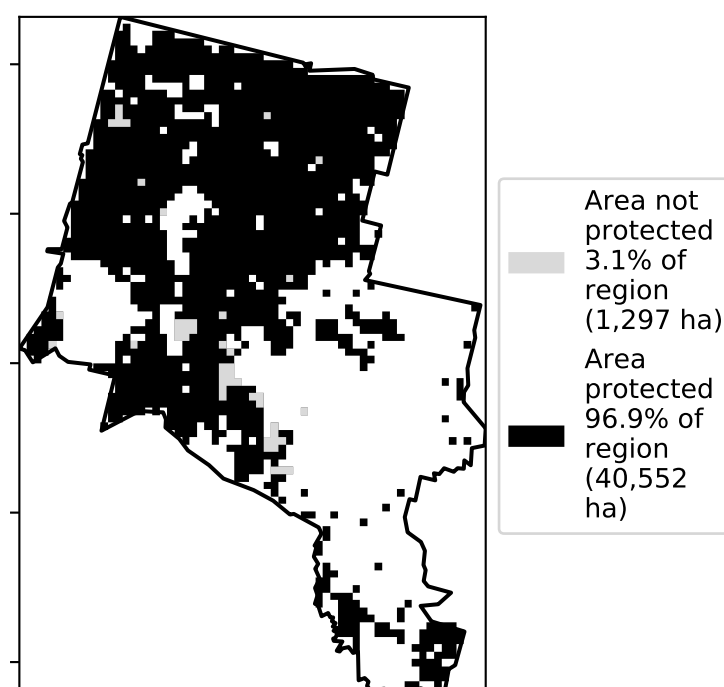 Area not
protected
3.1% of
region
(1,297 ha)
Area
protected
96.9% of
region
(40,552
ha)